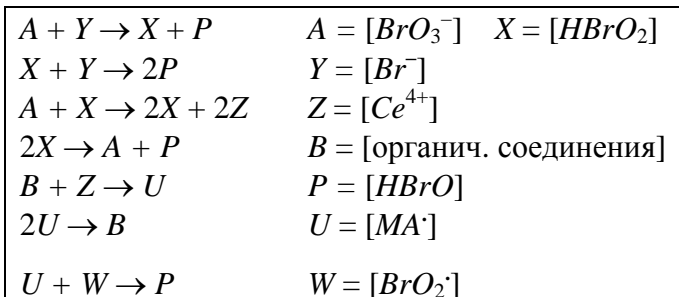 A + Y → X + P A = [BrO₃⁻] X = [HBrO₂]
X + Y → 2P Y = [Br⁻]
A + X → 2X + 2Z Z = [Ce⁴⁺]
2X → A + P B = [органич. соединения]
B + Z → U P = [HBrO]
2U → B U = [MA·]
U + W → P W = [BrO₂·]